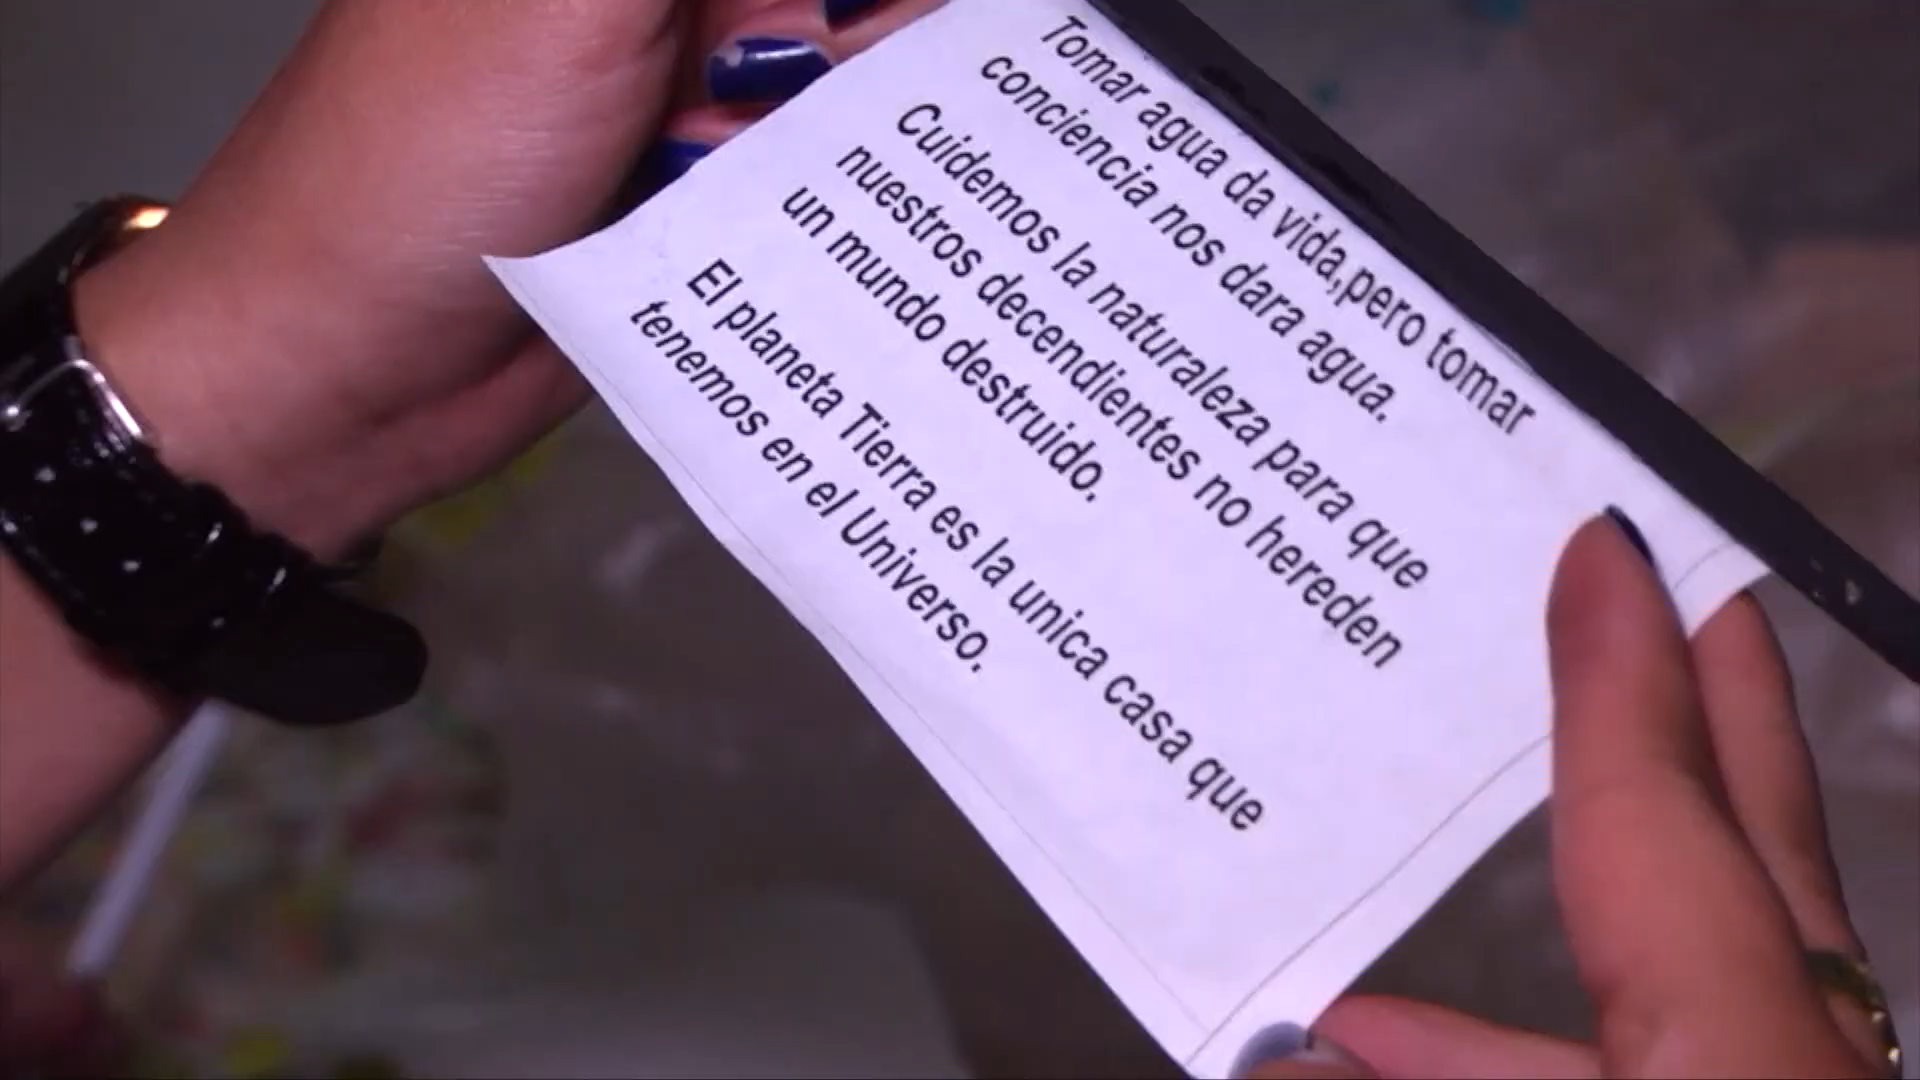 Tomar agua da vida,pero tomar
conciencia nos dara agua.
Cuidemos la naturaleza para que
nuestros decendientes no hereden
un mundo destruido.
El planeta Tierra es la unica casa que
tenemos en el Universo.